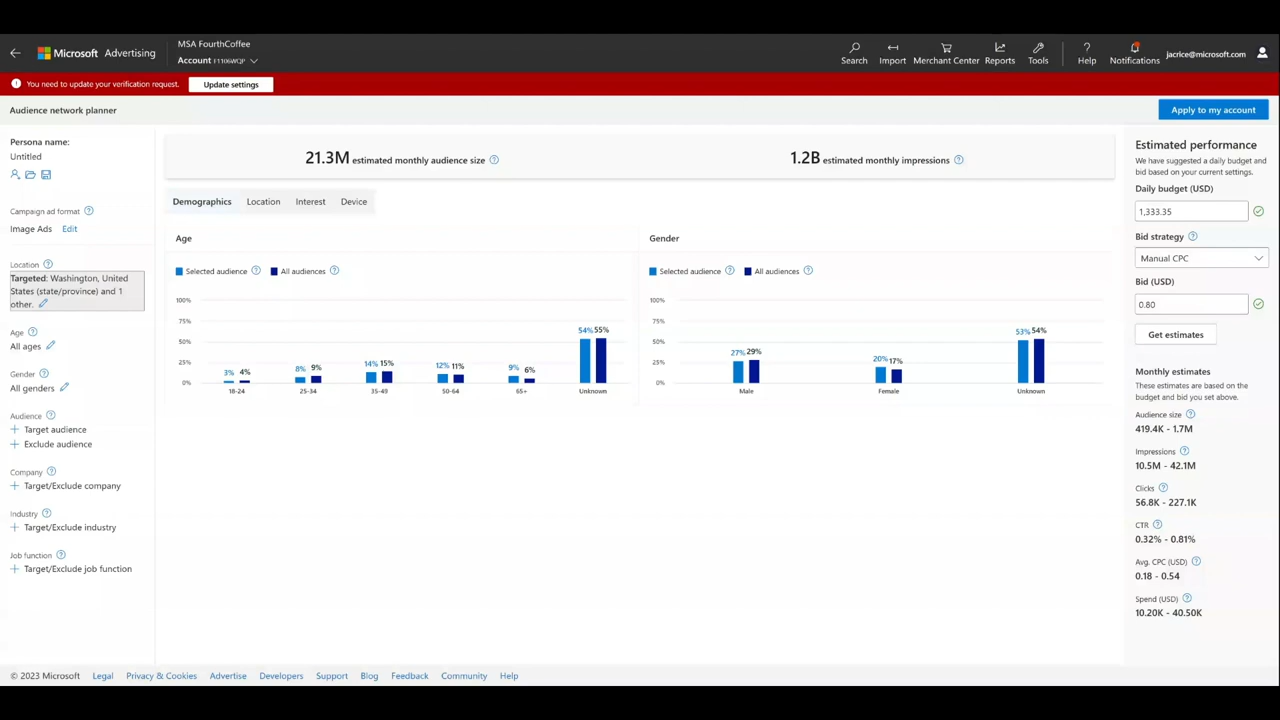 Microsoft Advertising
MSA FourthCoffee
Account
Search
Import
Merchant Center
Reports
Tools
Help
Notifications
jacrice@microsoft.com
You need to update your verification request.
Update settings
Audience network planner
Apply to my account
Persona name:
Untitled
Campaign ad format
Image Ads Edit
Location
Targeted: Washington, United
States (state/province) and 1
other.
Age
All ages
Gender
All genders
Audience
Target audience
Exclude audience
Company
Target/Exclude company
Industry
Target/Exclude industry
Job function
Target/Exclude job function
21.3M estimated monthly audience size
1.2B estimated monthly impressions
Demographics Location Interest Device
Age
Selected audience All audiences
100%
75%
50%
25%
0%
3% 4%
8% 9%
14% 15%
12% 11%
9% 6%
54% 55%
18-24 25-34 35-49 50-64 65+ Unknown
Gender
Selected audience All audiences
100%
75%
50%
25%
0%
27% 29%
20% 17%
53% 54%
Male Female Unknown
Estimated performance
We have suggested a daily budget and
bid based on your current settings.
Daily budget (USD)
1,333.35
Bid strategy
Manual CPC
Bid (USD)
0.80
Get estimates
Monthly estimates
These estimates are based on the
budget and bid you set above.
Audience size
419.4K - 1.7M
Impressions
10.5M - 42.1M
Clicks
56.8K - 227.1K
CTR
0.32% - 0.81%
Avg. CPC (USD)
0.18 - 0.54
Spend (USD)
10.20K - 40.50K
© 2023 Microsoft Legal Privacy & Cookies Advertise Developers Support Blog Feedback Community Help